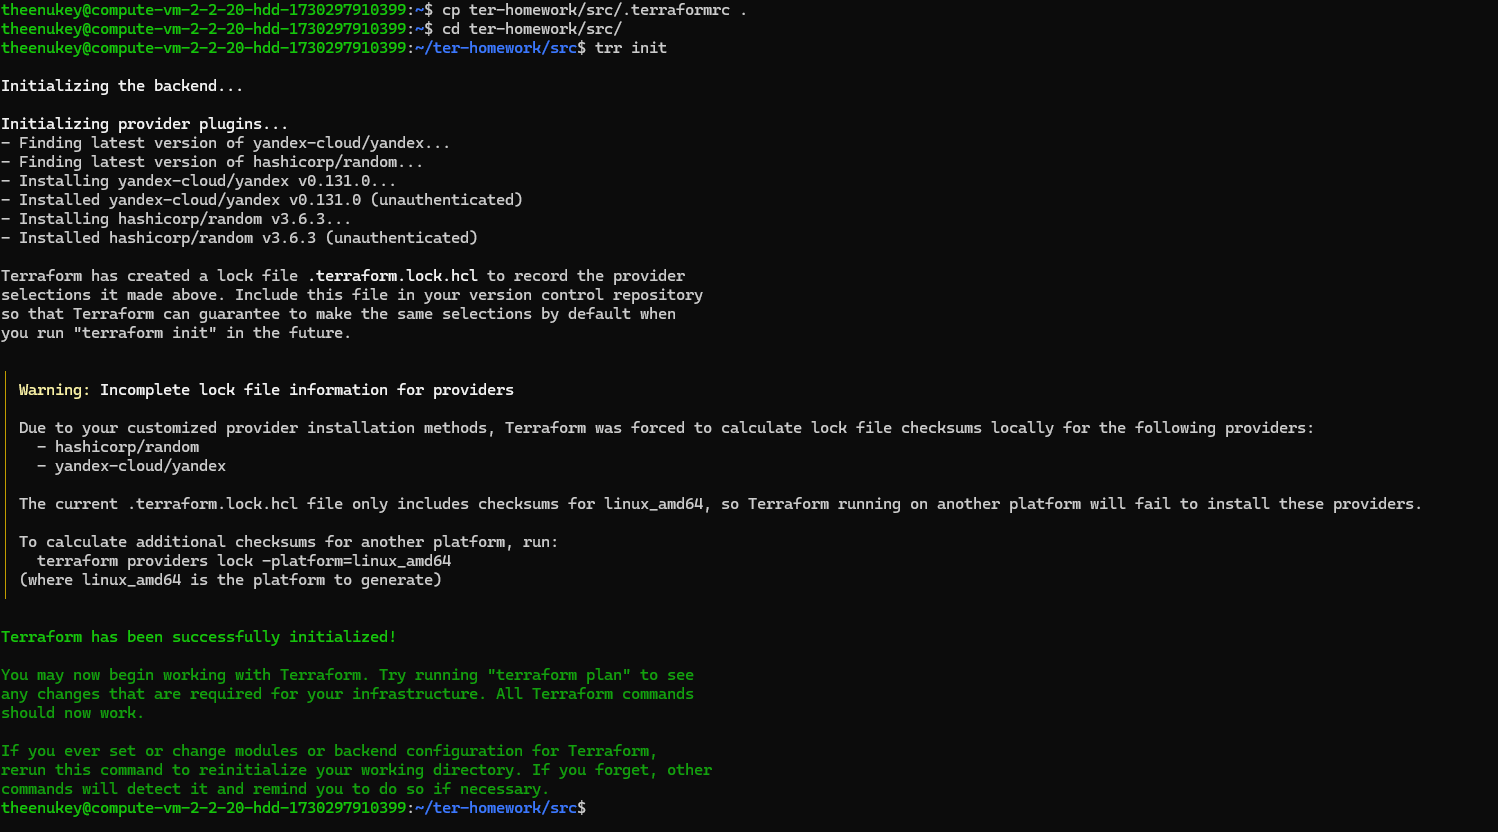 theenukey@compute-vm-2-2-20-hdd-1730297910399:~$ cp ter-homework/src/.terraformrc .
theenukey@compute-vm-2-2-20-hdd-1730297910399:~$ cd ter-homework/src/
theenukey@compute-vm-2-2-20-hdd-1730297910399:~/ter-homework/src$ trr init
Initializing the backend...
Initializing provider plugins...
- Finding latest version of yandex-cloud/yandex...
- Finding latest version of hashicorp/random...
- Installing yandex-cloud/yandex v0.131.0...
- Installed yandex-cloud/yandex v0.131.0 (unauthenticated)
- Installing hashicorp/random v3.6.3...
- Installed hashicorp/random v3.6.3 (unauthenticated)
Terraform has created a lock file .terraform.lock.hcl to record the provider
selections it made above. Include this file in your version control repository
so that Terraform can guarantee to make the same selections by default when
you run "terraform init" in the future.
Warning: Incomplete lock file information for providers
Due to your customized provider installation methods, Terraform was forced to calculate lock file checksums locally for the following providers:
- hashicorp/random
- yandex-cloud/yandex
The current .terraform.lock.hcl file only includes checksums for linux_amd64, so Terraform running on another platform will fail to install these providers.
To calculate additional checksums for another platform, run:
terraform providers lock -platform=linux_amd64
(where linux_amd64 is the platform to generate)
Terraform has been successfully initialized!
You may now begin working with Terraform. Try running "terraform plan" to see
any changes that are required for your infrastructure. All Terraform commands
should now work.
If you ever set or change modules or backend configuration for Terraform,
rerun this command to reinitialize your working directory. If you forget, other
commands will detect it and remind you to do so if necessary.
theenukey@compute-vm-2-2-20-hdd-1730297910399:~/ter-homework/src$